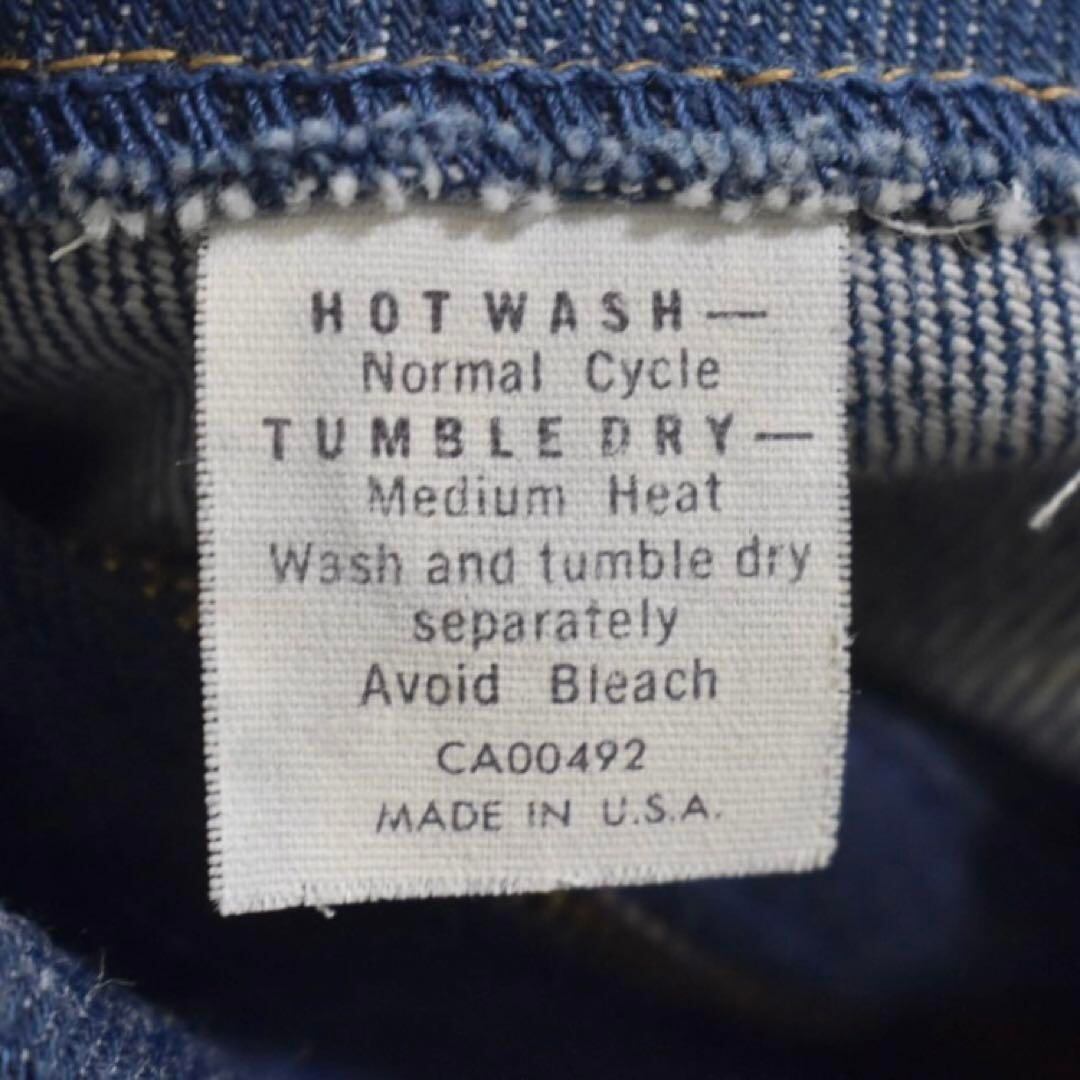 HOT WASH—
Normal Cycle
TUMBLE DRY—
Medium Heat
Wash and tumble dry
separately
Avoid Bleach
CA00492
MADE IN U.S.A.